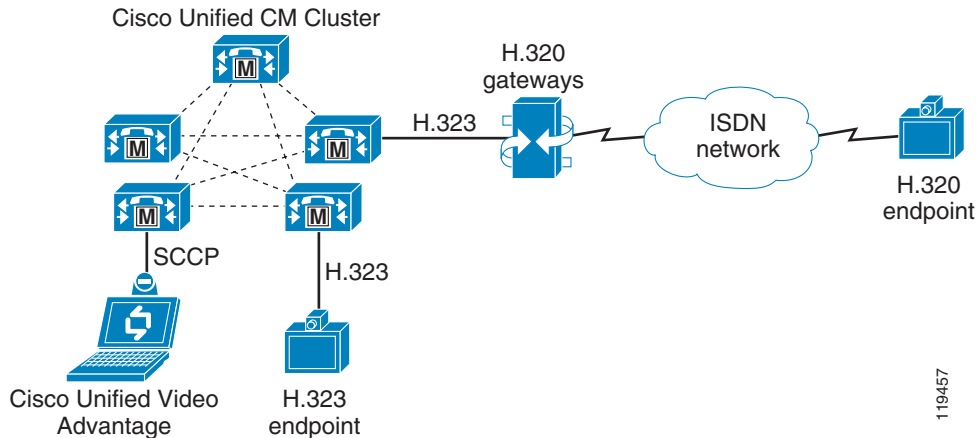 Cisco Unified CM Cluster
M
M
M
M
M
H.320
gateways
H.323
ISDN
network
H.320
endpoint
SCCP
H.323
Cisco Unified Video
Advantage
H.323
endpoint
119457